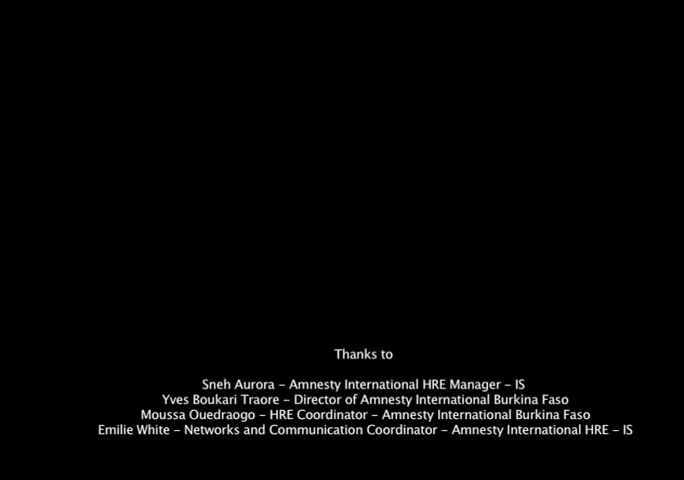 Thanks to
Sneh Aurora – Amnesty International HRE Manager – IS
Yves Boukari Traore – Director of Amnesty International Burkina Faso
Moussa Ouedraogo – HRE Coordinator – Amnesty International Burkina Faso
Emilie White – Networks and Communication Coordinator – Amnesty International HRE – IS